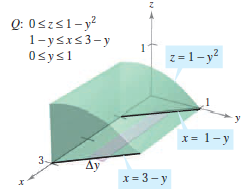 Q: 0 ≤ z ≤ 1 − y²
1 − y ≤ x ≤ 3 − y
0 ≤ y ≤ 1
z
1
z = 1 − y²
1
y
x = 1 − y
3
Δy
x
x = 3 − y